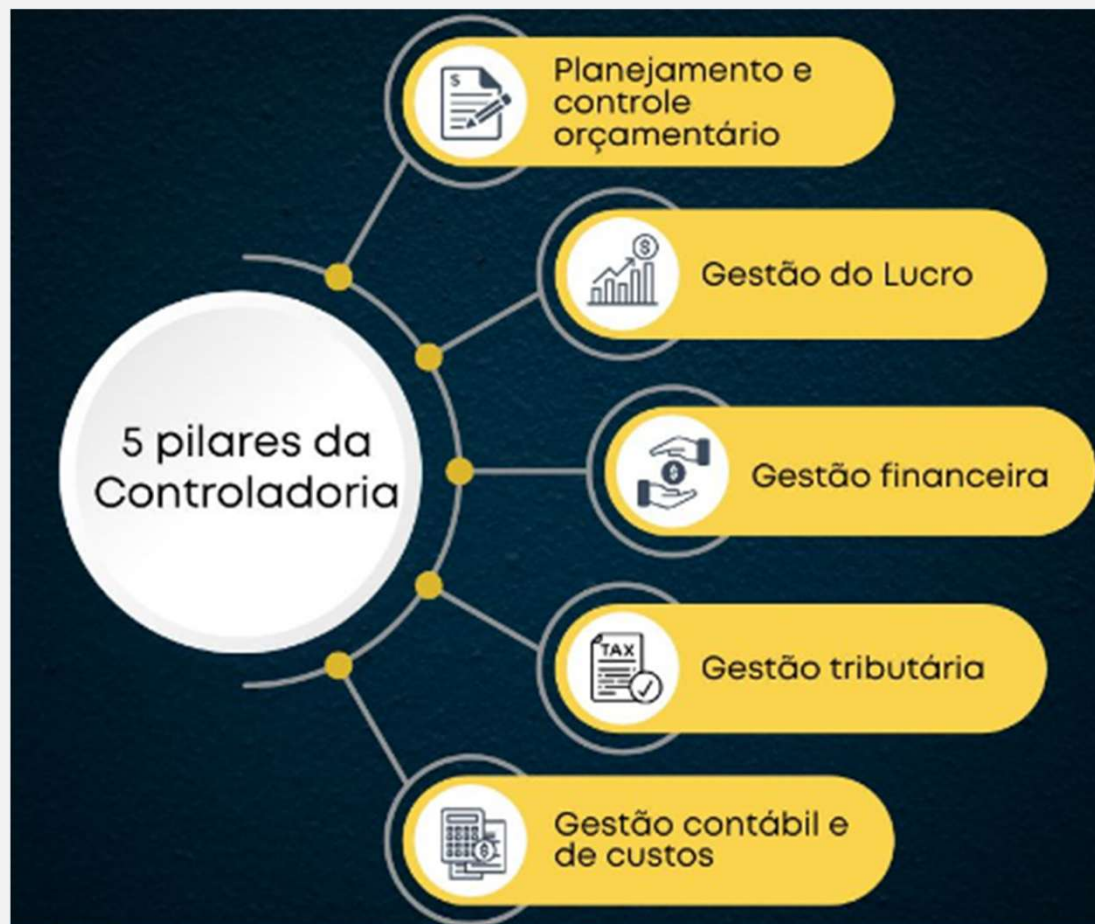 Planejamento e
controle
orçamentário
Gestão do Lucro
5 pilares da
Controladoria
Gestão financeira
TAX
Gestão tributária
Gestão contábil e
de custos